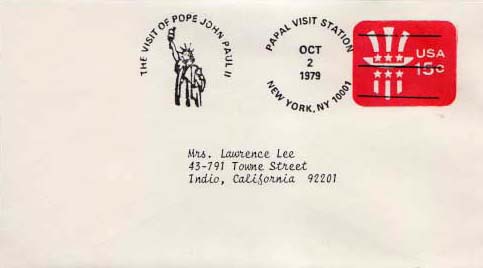 THE VISIT OF POPE JOHN PAUL II
PAPAL VISIT STATION
OCT
2
1979
NEW YORK, NY 10001
USA
15c
Mrs. Lawrence Lee
43-791 Towne Street
Indio, California 92201